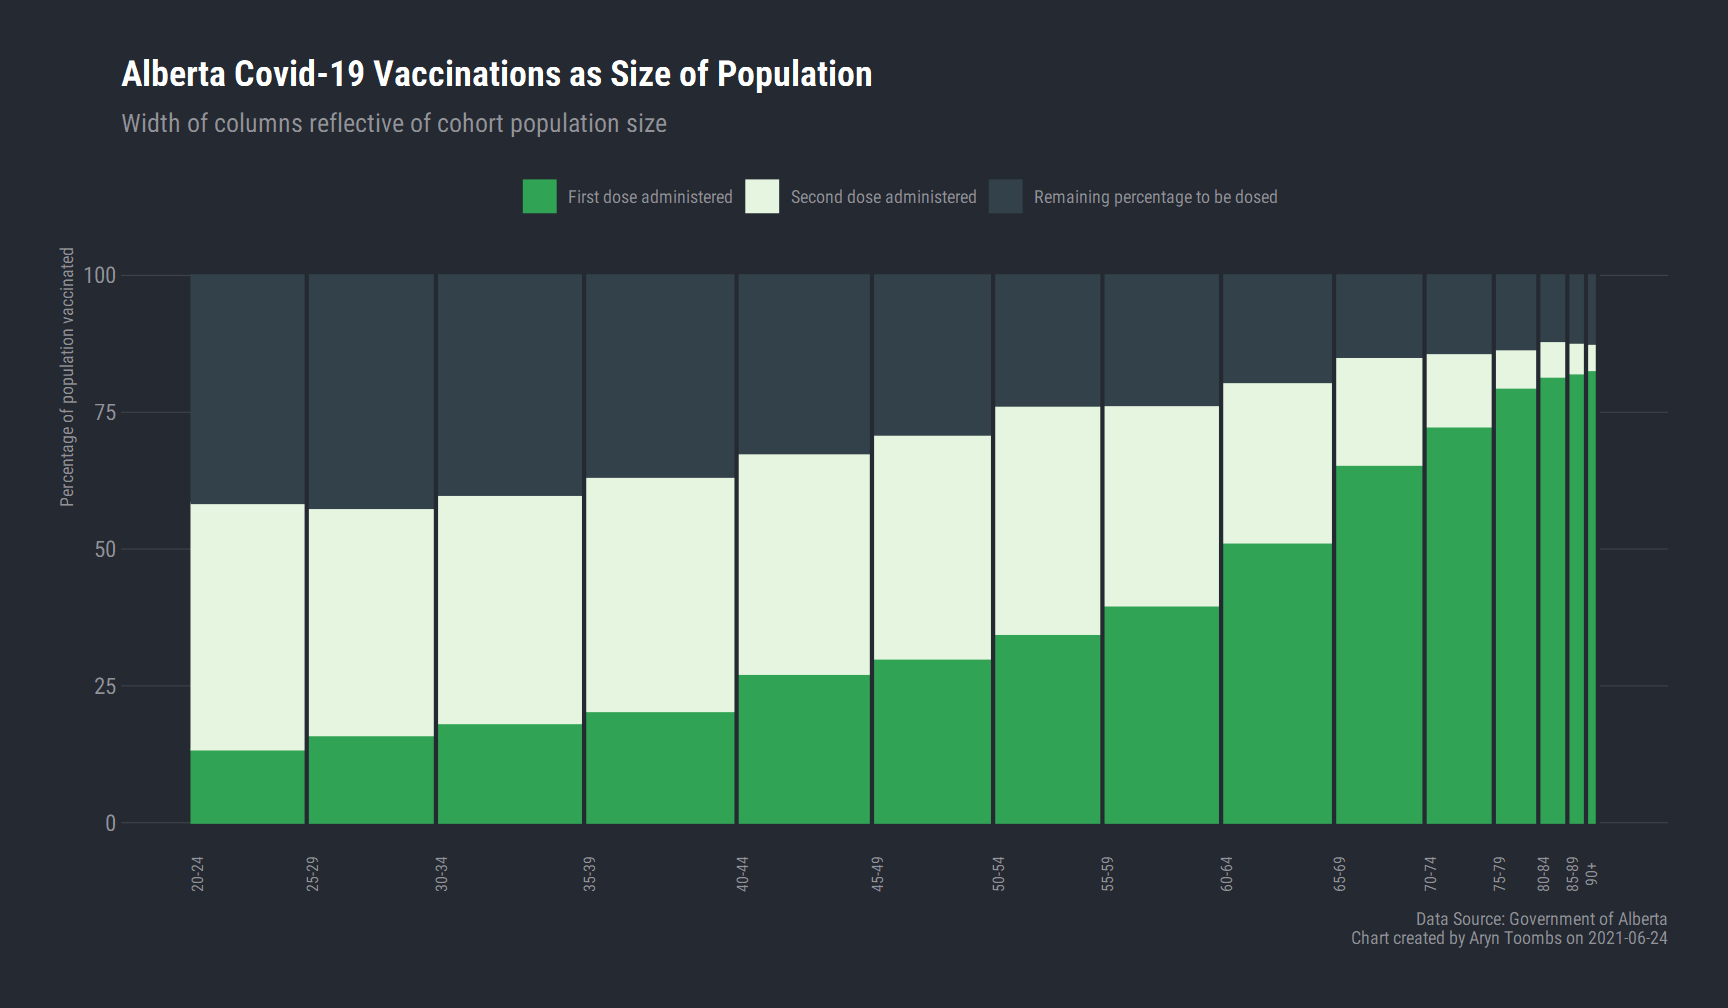 Alberta Covid-19 Vaccinations as Size of Population
Width of columns reflective of cohort population size
First dose administered
Second dose administered
Remaining percentage to be dosed
Percentage of population vaccinated
100
75
50
25
0
20-24
25-29
30-34
35-39
40-44
45-49
50-54
55-59
60-64
65-69
70-74
75-79
80-84
85-89
90+
Data Source: Government of Alberta
Chart created by Aryn Toombs on 2021-06-24